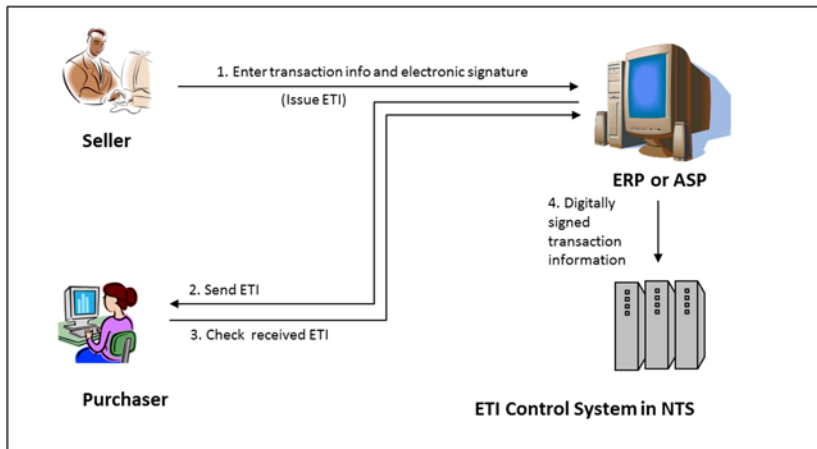 1. Enter transaction info and electronic signature
(Issue ETI)
Seller
ERP or ASP
4. Digitally
signed
transaction
information
2. Send ETI
3. Check received ETI
Purchaser
ETI Control System in NTS